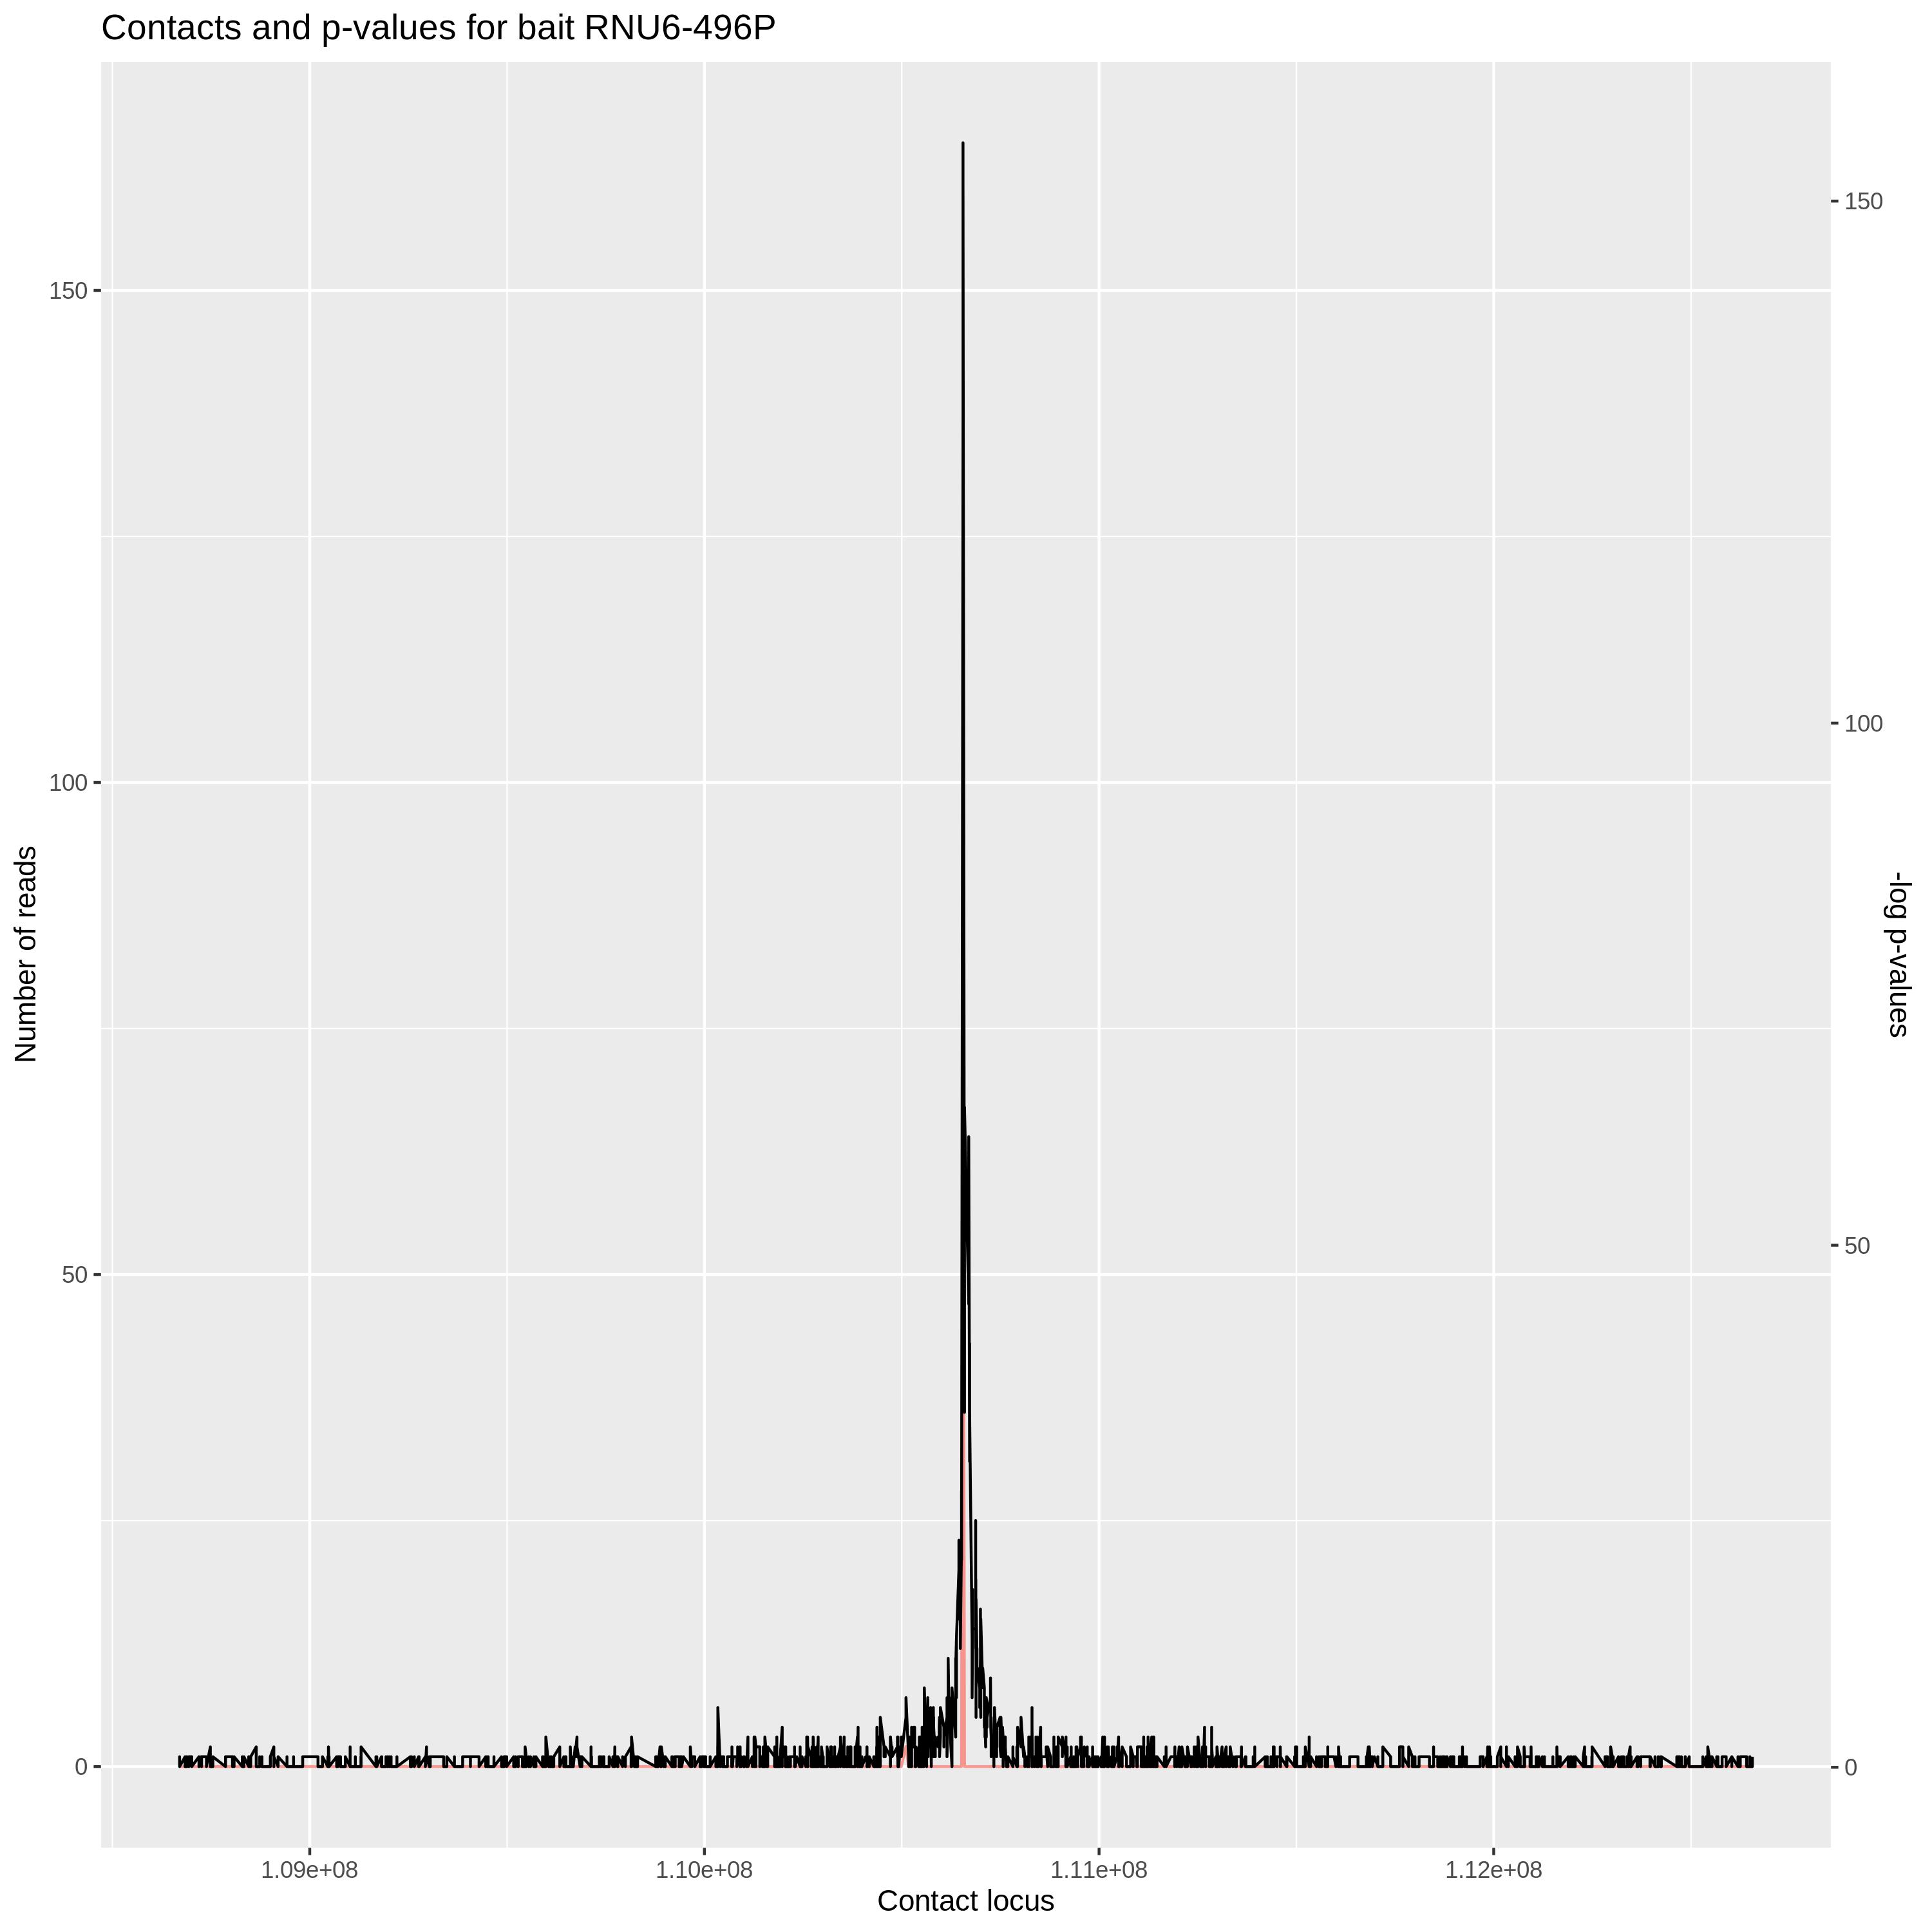 Contacts and p-values for bait RNU6-496P
150
100
50
0
Number of reads
150
100
50
0
-log p-values
1.09e+08
1.10e+08
1.11e+08
1.12e+08
Contact locus